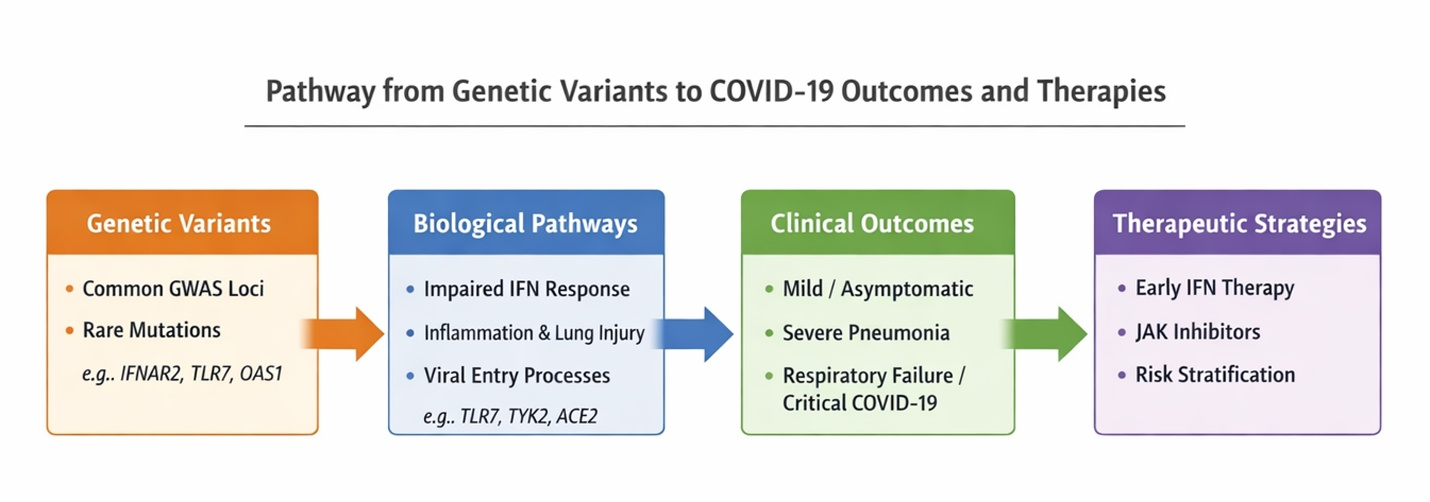 Pathway from Genetic Variants to COVID-19 Outcomes and Therapies
Genetic Variants
• Common GWAS Loci
• Rare Mutations
e.g.. IFNAR2, TLR7, OAS1
Biological Pathways
• Impaired IFN Response
• Inflammation & Lung Injury
• Viral Entry Processes
e.g.. TLR7, TYK2, ACE2
Clinical Outcomes
• Mild / Asymptomatic
• Severe Pneumonia
• Respiratory Failure /
Critical COVID-19
Therapeutic Strategies
• Early IFN Therapy
• JAK Inhibitors
• Risk Stratification